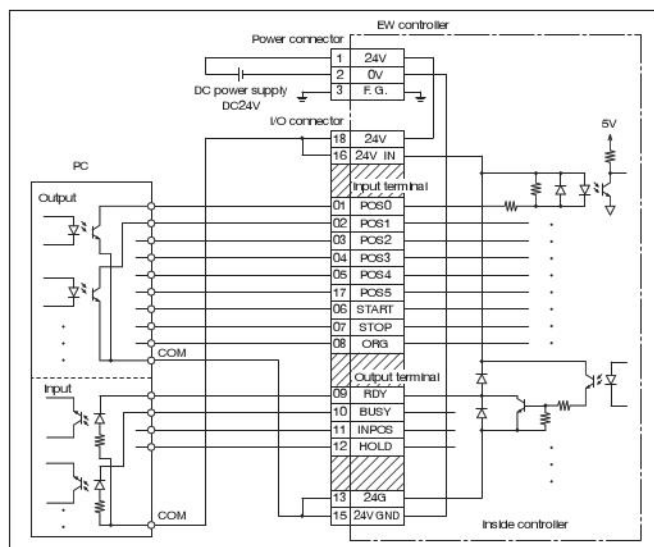 EW controller
Power connector
1 24V
2 0V
3 F. G.
DC power supply
DC24V
I/O connector
18 24V
16 24V IN
5V
PC
Output
Input terminal
01 POS0
02 POS1
03 POS2
04 POS3
05 POS4
17 POS5
06 START
07 STOP
08 ORG
COM
Input
Output terminal
09 RDY
10 BUSY
11 INPOS
12 HOLD
13 24G
15 24V GND
COM
Inside controller